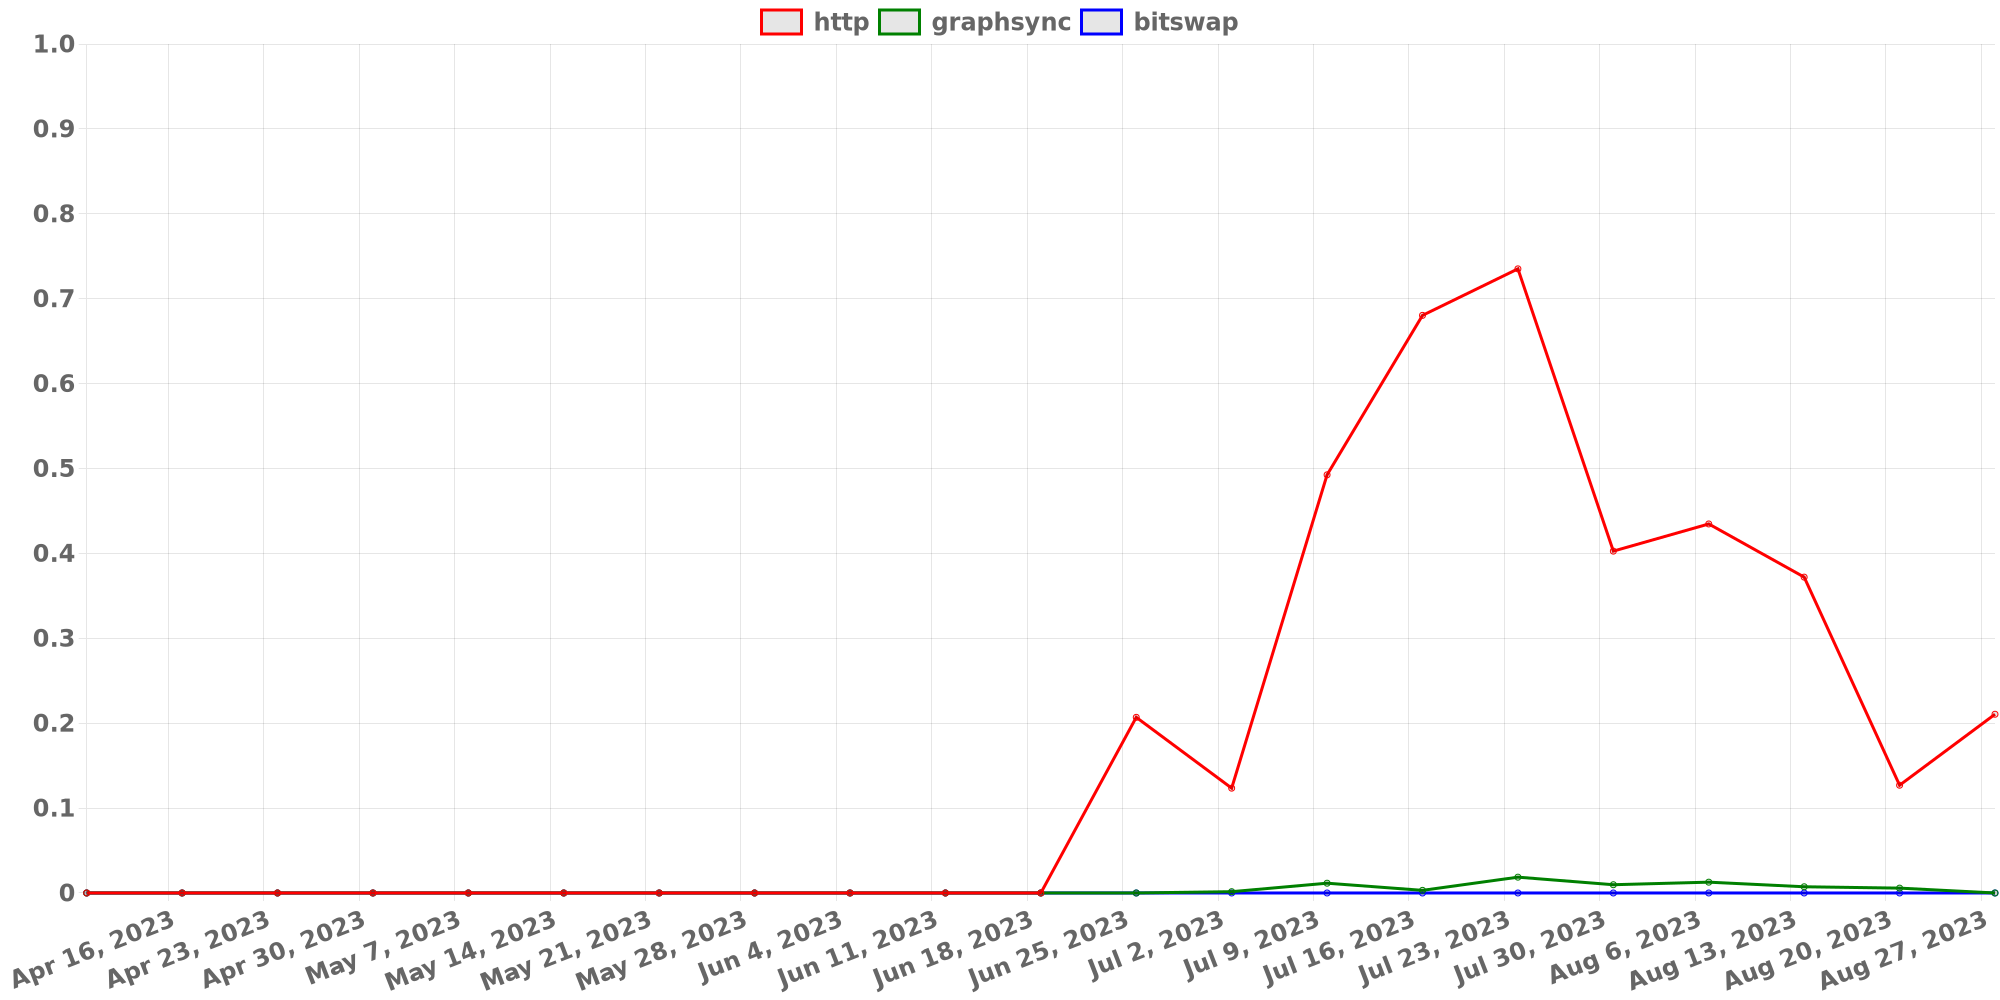 http graphsync bitswap
1.0
0.9
0.8
0.7
0.6
0.5
0.4
0.3
0.2
0.1
0
Apr 16, 2023
Apr 23, 2023
Apr 30, 2023
May 7, 2023
May 14, 2023
May 21, 2023
May 28, 2023
Jun 4, 2023
Jun 11, 2023
Jun 18, 2023
Jun 25, 2023
Jul 2, 2023
Jul 9, 2023
Jul 16, 2023
Jul 23, 2023
Jul 30, 2023
Aug 6, 2023
Aug 13, 2023
Aug 20, 2023
Aug 27, 2023